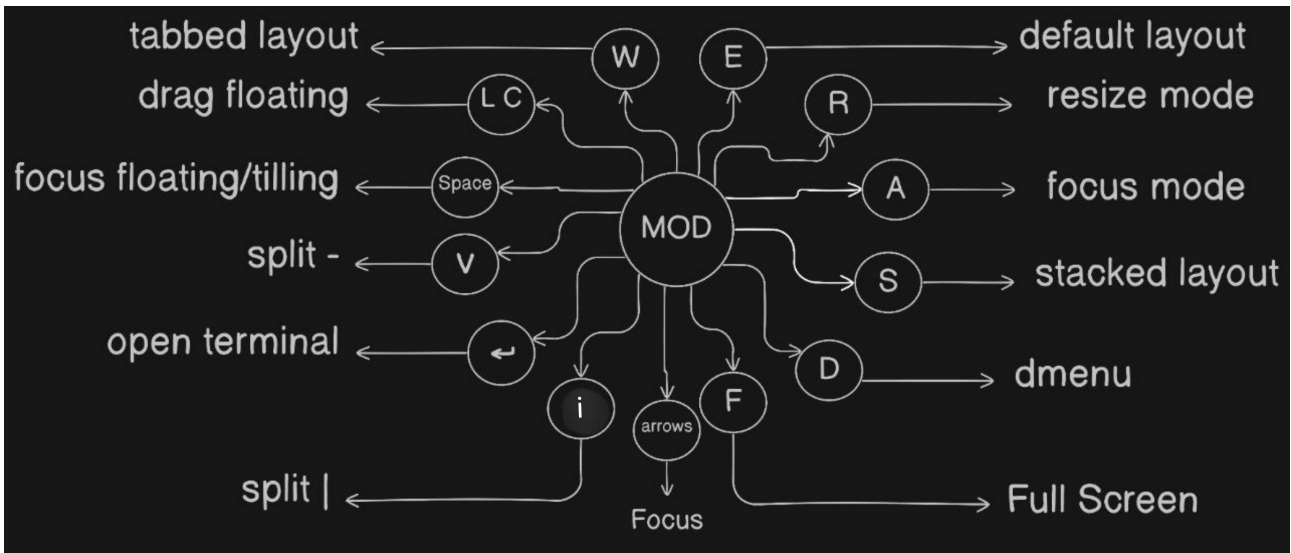 tabbed layout
W
E
default layout
drag floating
L C
R
resize mode
focus floating/tilling
Space
A
focus mode
MOD
split -
V
S
stacked layout
open terminal
↵
D
dmenu
i
arrows
F
split |
Focus
Full Screen